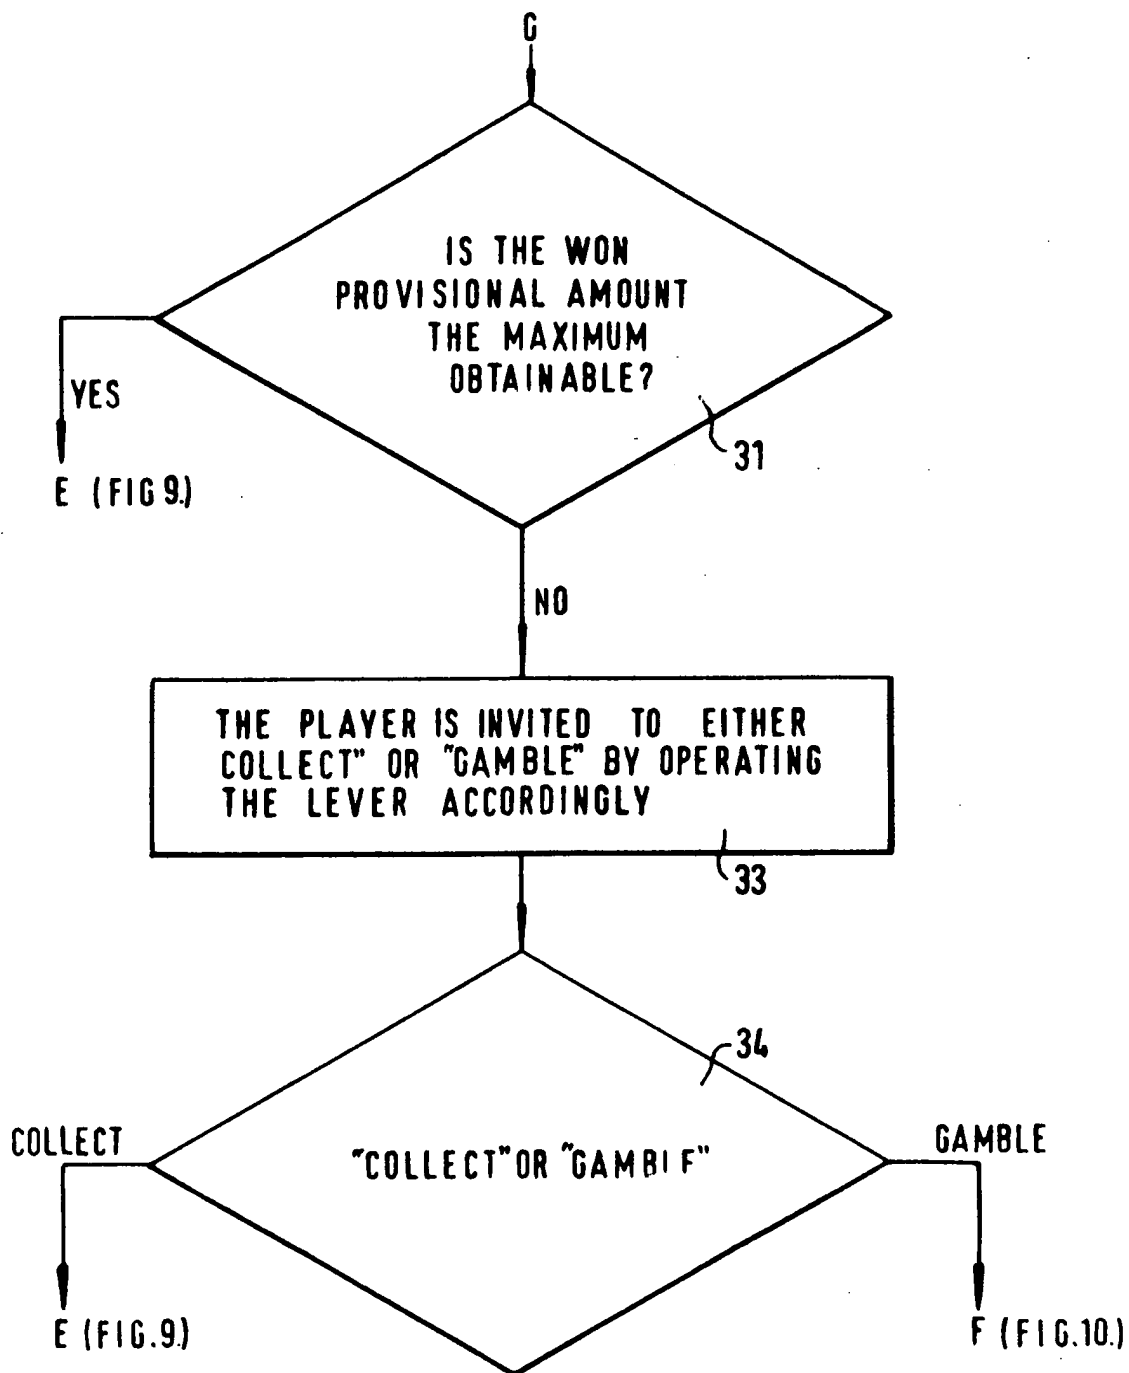 G
IS THE WON
PROVISIONAL AMOUNT
THE MAXIMUM
OBTAINABLE?
31
YES
E (FIG 9.)
NO
THE PLAYER IS INVITED TO EITHER
COLLECT" OR "GAMBLE" BY OPERATING
THE LEVER ACCORDINGLY
33
34
COLLECT
"COLLECT" OR "GAMBLE"
GAMBLE
E (FIG.9.)
F (FIG.10.)